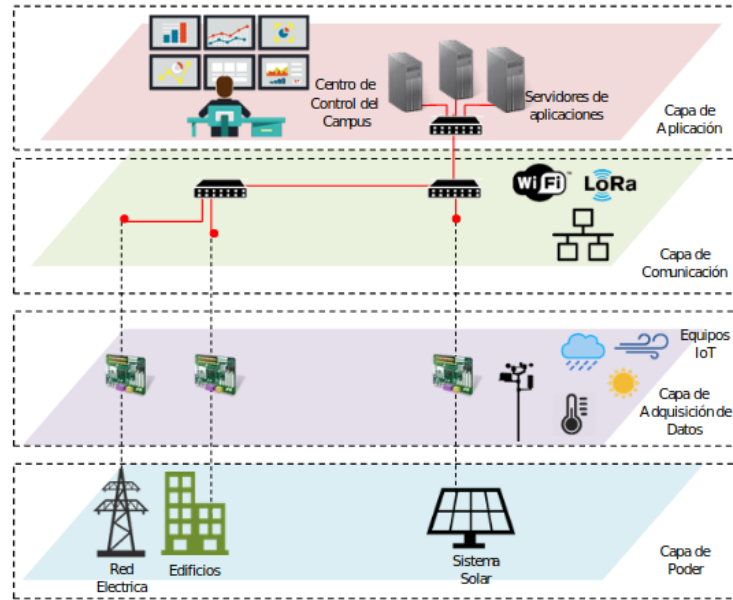 Centro de
Control del
Campus
Servidores de
aplicaciones
Capa de
Aplicación
WiFi
LoRa
Capa de
Comunicación
Equipos
IoT
Capa de
Adquisición de
Datos
Red
Electrica
Edificios
Sistema
Solar
Capa de
Poder